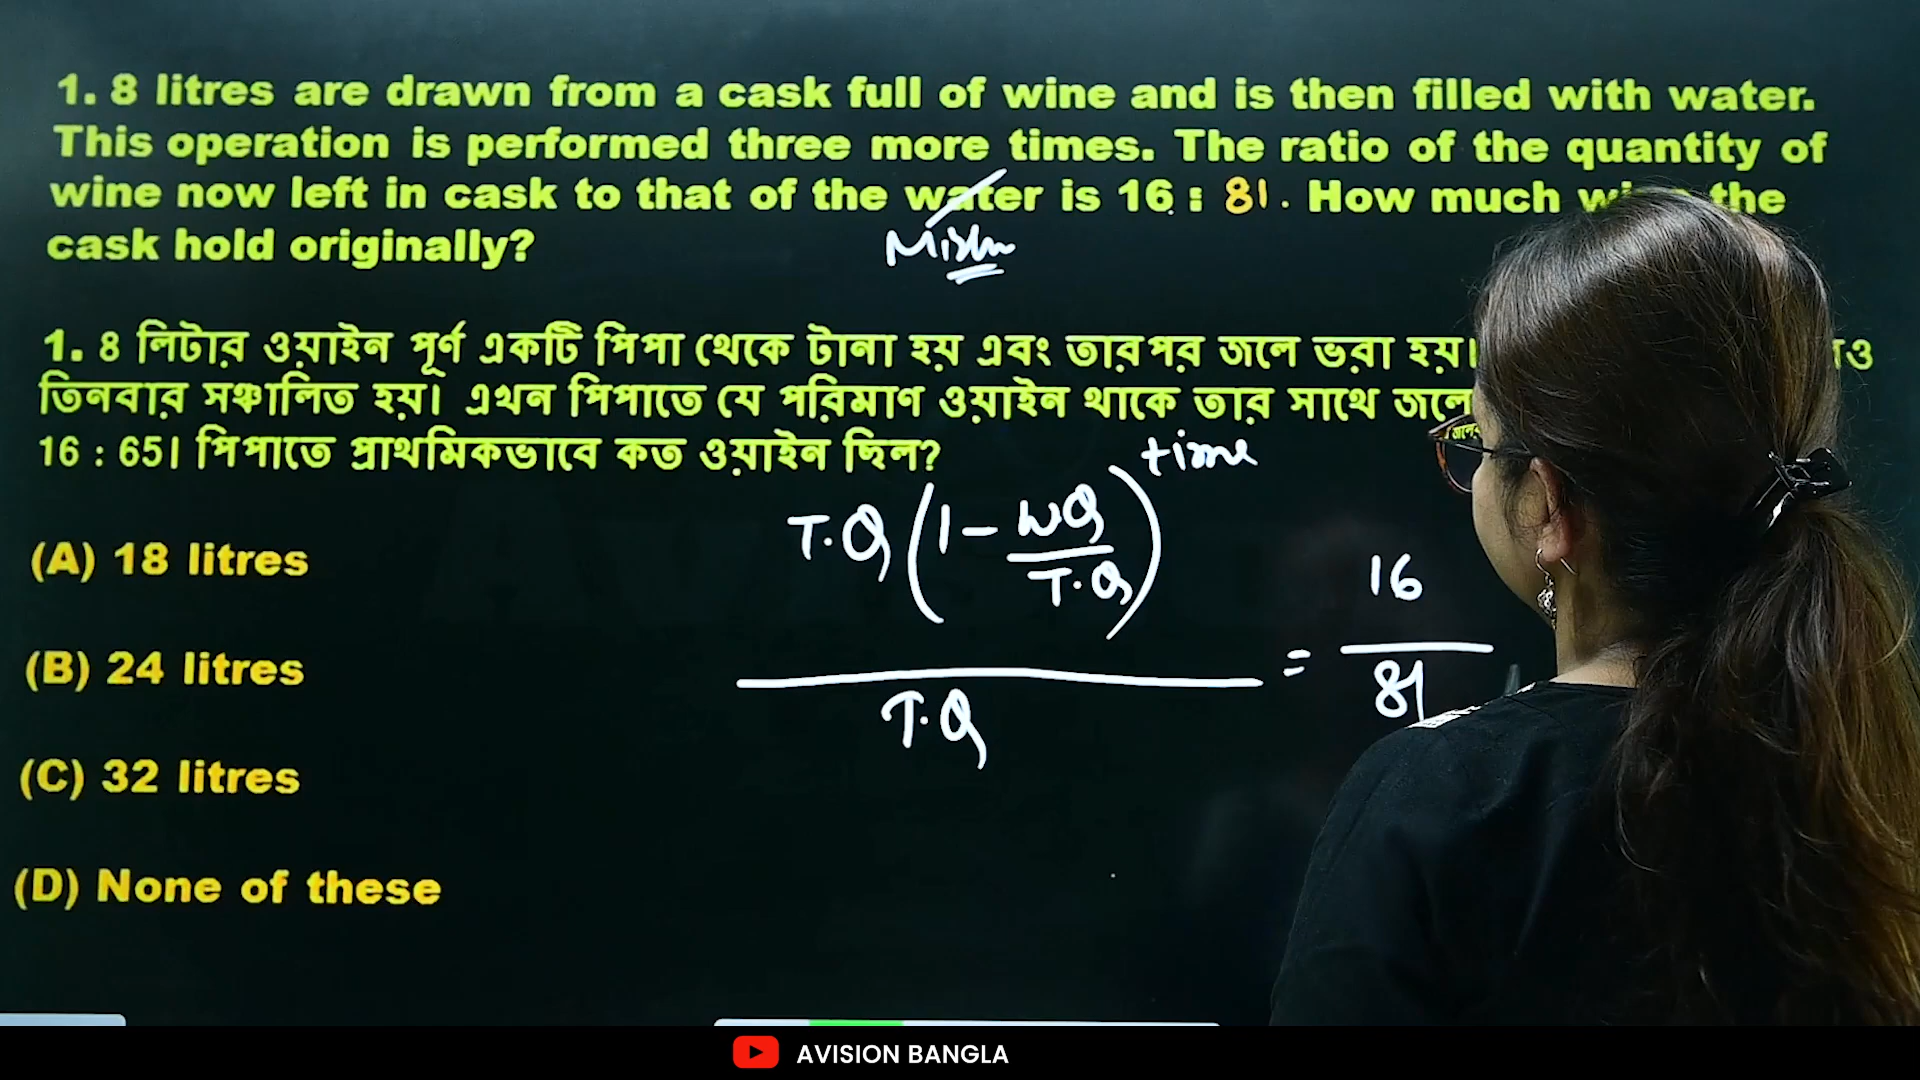 1. 8 litres are drawn from a cask full of wine and is then filled with water.
This operation is performed three more times. The ratio of the quantity of
wine now left in cask to that of the water is 16 : 81. How much the
cask hold originally?
1. 8 লিটার ওয়াইন পূর্ণ একটি পিপা থেকে টানা হয় এবং তারপর জলে ভরা হয়।
তিনবার সঞ্চালিত হয়। এখন পিপাতে যে পরিমাণ ওয়াইন থাকে তার সাথে জলে
16 : 65। পিপাতে প্রাথমিকভাবে কত ওয়াইন ছিল?
time
T.Q (1 - WQ / T.Q)
T.Q
= 16 / 81
(A) 18 litres
(B) 24 litres
(C) 32 litres
(D) None of these
AVISION BANGLA